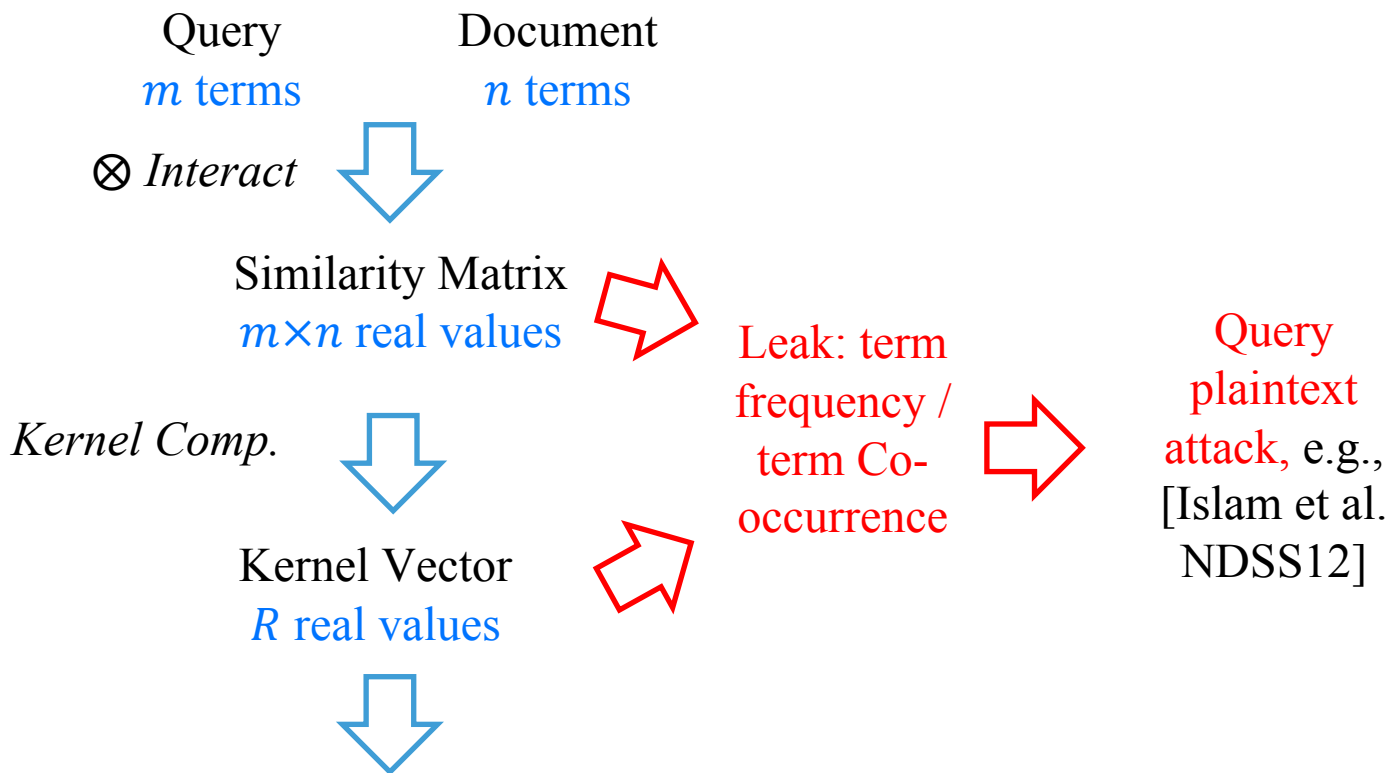 Query
Document
𝑚 terms
𝑛 terms
⊗ Interact
Similarity Matrix
𝑚×𝑛 real values
Kernel Comp.
Kernel Vector
𝑅 real values
Leak: term
frequency /
term Co-
occurrence
Query
plaintext
attack, e.g.,
[Islam et al.
NDSS12]